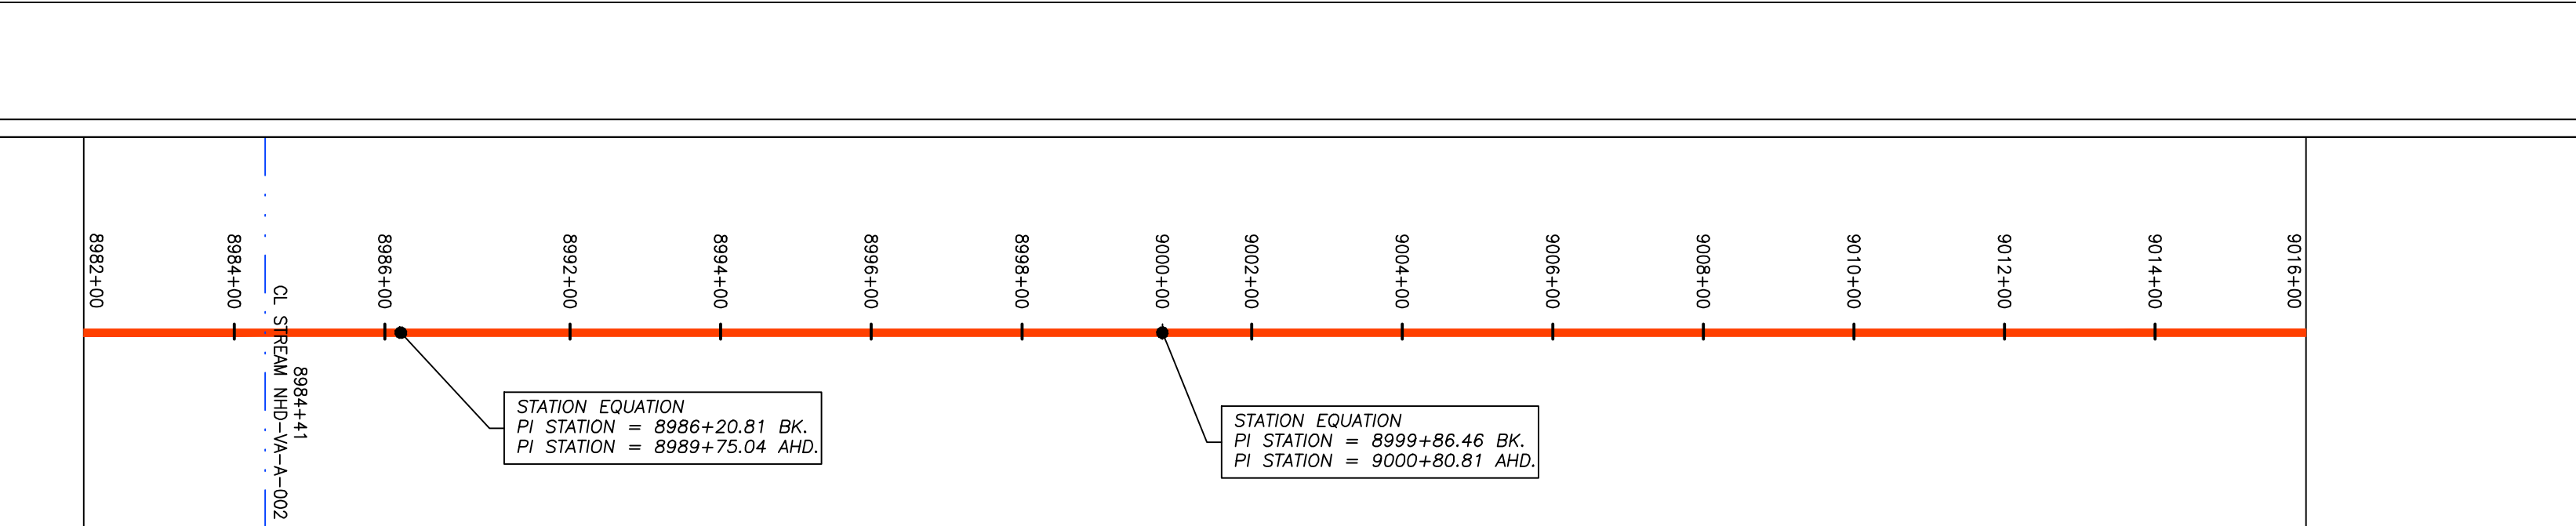 8982+00
8984+00
8986+00
8992+00
8994+00
8996+00
8998+00
9000+00
9002+00
9004+00
9006+00
9008+00
9010+00
9012+00
9014+00
9016+00
8984+41
CL STREAM NHD-VA-A-002
STATION EQUATION
PI STATION = 8986+20.81 BK.
PI STATION = 8989+75.04 AHD.
STATION EQUATION
PI STATION = 8999+86.46 BK.
PI STATION = 9000+80.81 AHD.